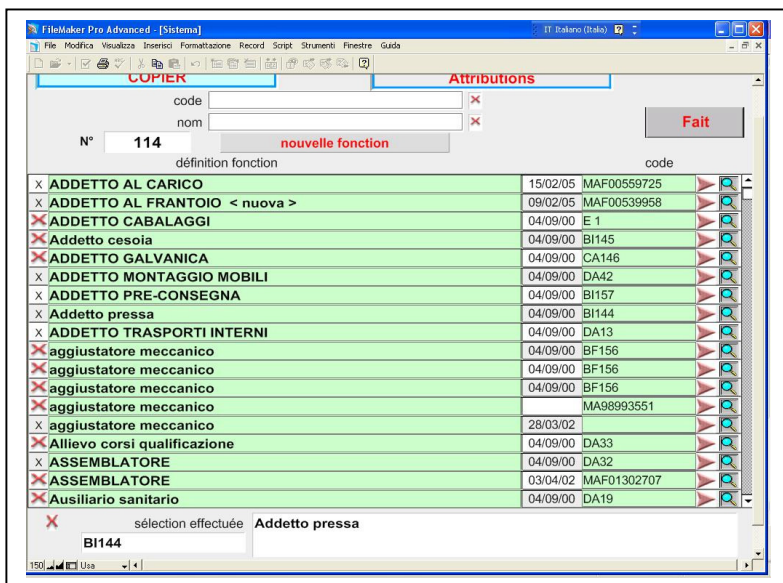 FileMaker Pro Advanced - [Sistema]
IT Italiano (Italia)
File Modifica Visualizza Inserisci Formattazione Record Script Strumenti Finestre Guida
COPIER Attributions
code
nom
Fait
N° 114 nouvelle fonction
définition fonction code
X ADDETTO AL CARICO 15/02/05 MAF00559725
X ADDETTO AL FRANTOIO < nuova > 09/02/05 MAF00539958
ADDETTO CABALAGGI 04/09/00 E 1
Addetto cesoia 04/09/00 BI145
ADDETTO GALVANICA 04/09/00 CA146
X ADDETTO MONTAGGIO MOBILI 04/09/00 DA42
X ADDETTO PRE-CONSEGNA 04/09/00 BI157
X Addetto pressa 04/09/00 BI144
X ADDETTO TRASPORTI INTERNI 04/09/00 DA13
aggiustatore meccanico 04/09/00 BF156
aggiustatore meccanico 04/09/00 BF156
aggiustatore meccanico 04/09/00 BF156
aggiustatore meccanico MA98993551
X aggiustatore meccanico 28/03/02
Allievo corsi qualificazione 04/09/00 DA33
X ASSEMBLATORE 04/09/00 DA32
ASSEMBLATORE 03/04/02 MAF01302707
Ausiliario sanitario 04/09/00 DA19
sélection effectuée Addetto pressa
BI144
150 Usa